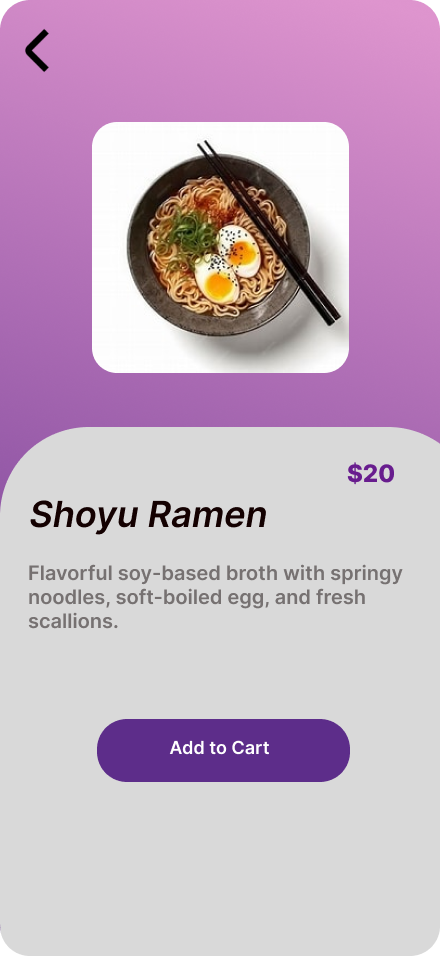 $20
Shoyu Ramen
Flavorful soy-based broth with springy
noodles, soft-boiled egg, and fresh
scallions.
Add to Cart